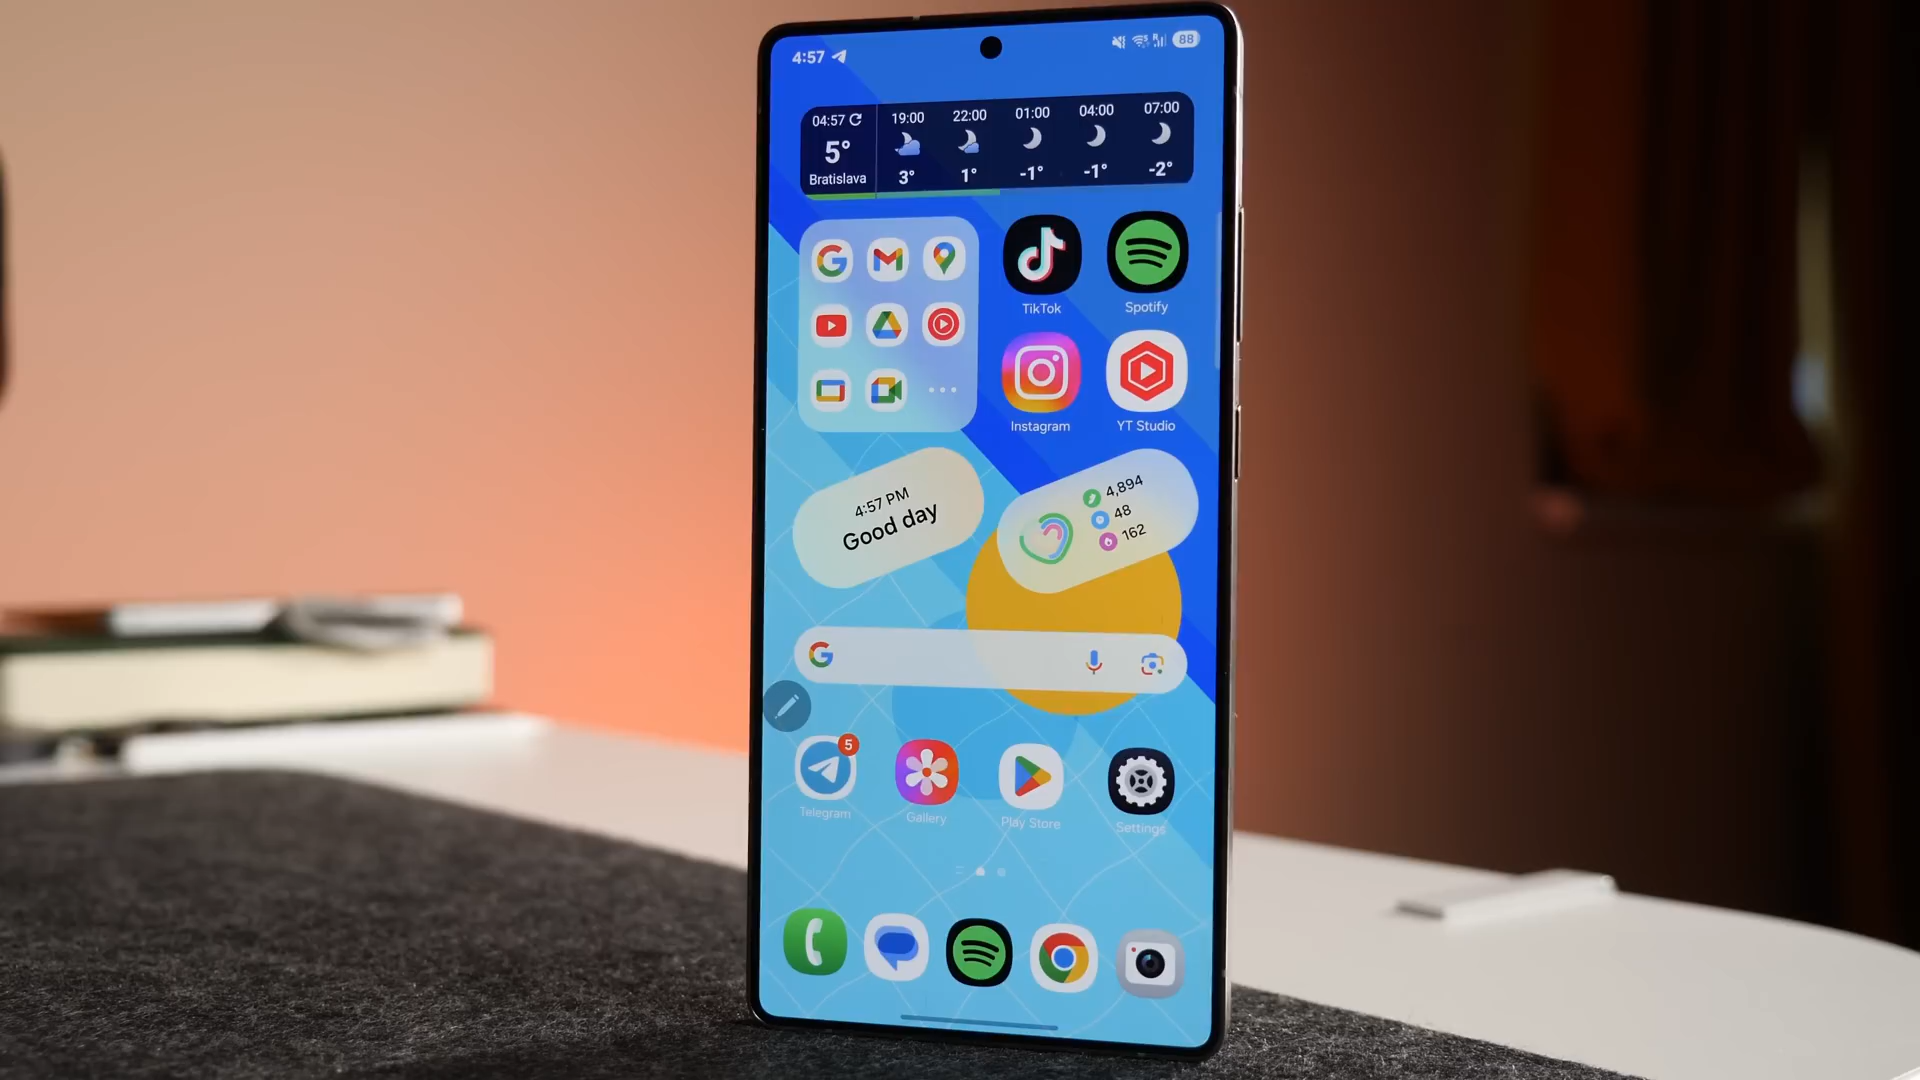 4:57
88
04:57
5°
Bratislava
19:00
3°
22:00
1°
01:00
-1°
04:00
-1°
07:00
-2°
TikTok
Spotify
Instagram
YT Studio
4:57 PM
Good day
4,894
48
162
5
Telegram
Gallery
Play Store
Settings